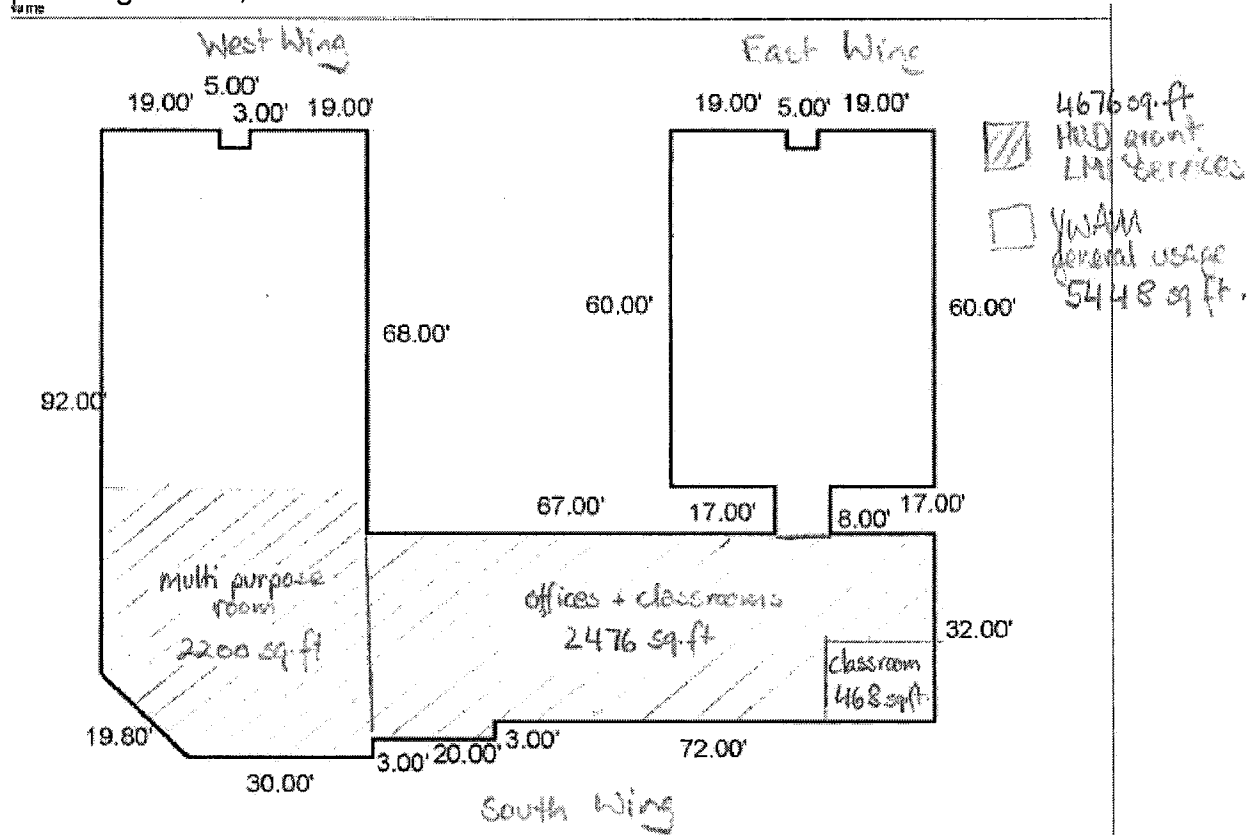 West Wing
East Wing
5.00'
19.00'
3.00'
19.00'
19.00'
5.00'
19.00'
4676 sq.ft
HUD grant
LMI services
YWAM
general usage
5448 sq ft.
60.00'
60.00'
68.00'
92.00'
67.00'
17.00'
8.00'
17.00'
multi purpose
room
2200 sq.ft
offices + classrooms
2476 sq.ft
32.00'
classroom
468 sqft.
19.80'
30.00'
3.00'
20.00'
3.00'
72.00'
South Wing